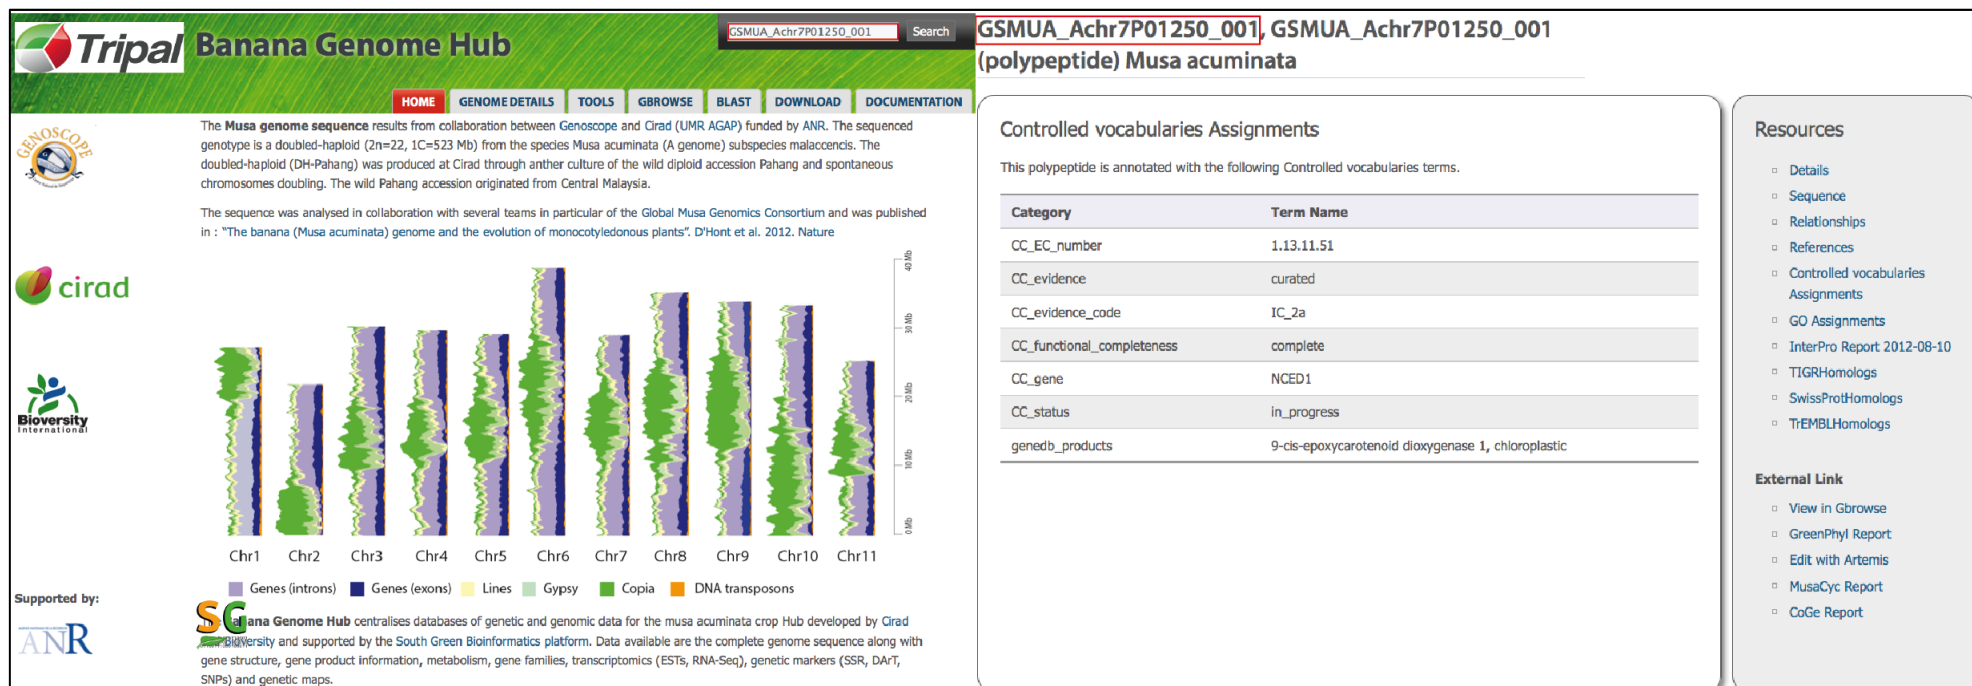 Tripal Banana Genome Hub
GSMUA_Achr7P01250_001 Search
HOME GENOME DETAILS TOOLS GBROWSE BLAST DOWNLOAD DOCUMENTATION
GENOSCOPE
The Musa genome sequence results from collaboration between Genoscope and Cirad (UMR AGAP) funded by ANR. The sequenced
genotype is a doubled-haploid (2n=22, 1C=523 Mb) from the species Musa acuminata (A genome) subspecies malaccencis. The
doubled-haploid (DH-Pahang) was produced at Cirad through anther culture of the wild diploid accession Pahang and spontaneous
chromosomes doubling. The wild Pahang accession originated from Central Malaysia.
The sequence was analysed in collaboration with several teams in particular of the Global Musa Genomics Consortium and was published
in : "The banana (Musa acuminata) genome and the evolution of monocotyledonous plants". D'Hont et al. 2012. Nature
cirad
Bioversity
International
40 Mb
30 Mb
20 Mb
10 Mb
0 Mb
Chr1 Chr2 Chr3 Chr4 Chr5 Chr6 Chr7 Chr8 Chr9 Chr10 Chr11
Genes (introns) Genes (exons) Lines Gypsy Copia DNA transposons
Supported by:
ANR
SG
ana Genome Hub centralises databases of genetic and genomic data for the musa acuminata crop Hub developed by Cirad
Bioversity and supported by the South Green Bioinformatics platform. Data available are the complete genome sequence along with
gene structure, gene product information, metabolism, gene families, transcriptomics (ESTs, RNA-Seq), genetic markers (SSR, DArT,
SNPs) and genetic maps.
GSMUA_Achr7P01250_001, GSMUA_Achr7P01250_001
(polypeptide) Musa acuminata
Controlled vocabularies Assignments
This polypeptide is annotated with the following Controlled vocabularies terms.
Category Term Name
CC_EC_number 1.13.11.51
CC_evidence curated
CC_evidence_code IC_2a
CC_functional_completeness complete
CC_gene NCED1
CC_status in_progress
genedb_products 9-cis-epoxycarotenoid dioxygenase 1, chloroplastic
Resources
Details
Sequence
Relationships
References
Controlled vocabularies
Assignments
GO Assignments
InterPro Report 2012-08-10
TIGRHomologs
SwissProtHomologs
TrEMBLHomologs
External Link
View in Gbrowse
GreenPhyl Report
Edit with Artemis
MusaCyc Report
CoGe Report